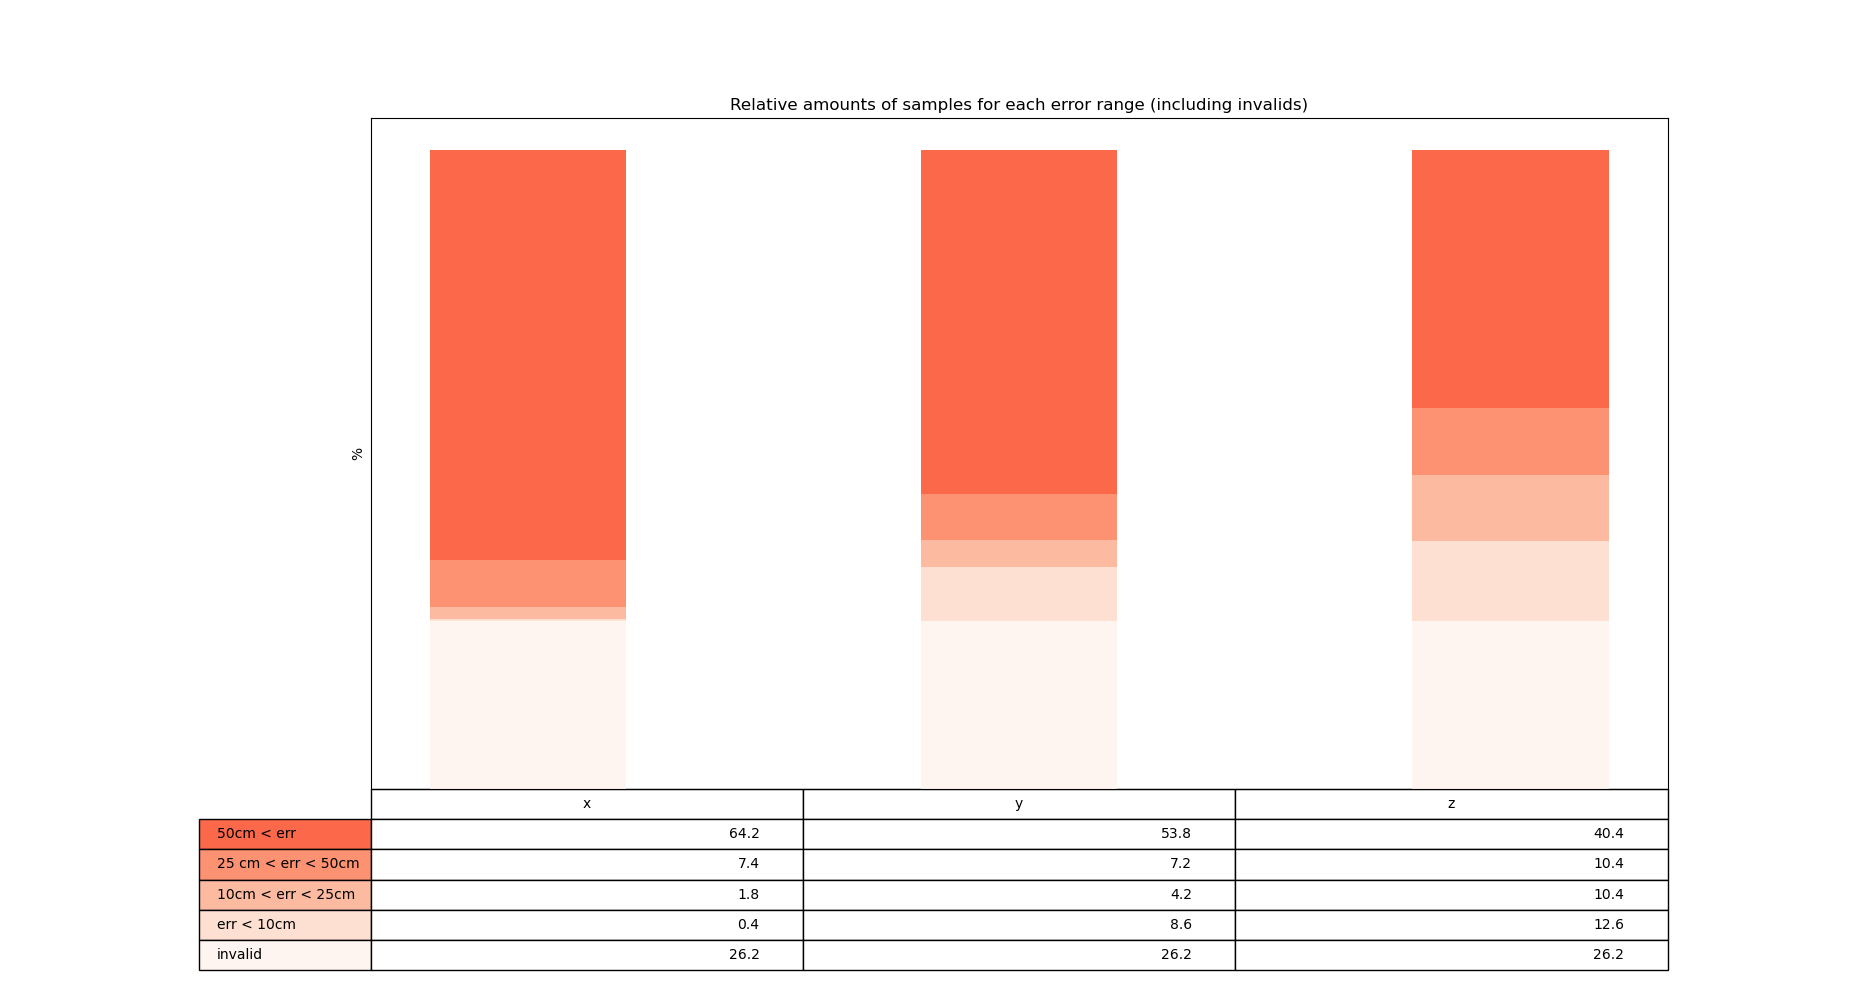 Relative amounts of samples for each error range (including invalids)
%
x y z
50cm < err 64.2 53.8 40.4
25 cm < err < 50cm 7.4 7.2 10.4
10cm < err < 25cm 1.8 4.2 10.4
err < 10cm 0.4 8.6 12.6
invalid 26.2 26.2 26.2